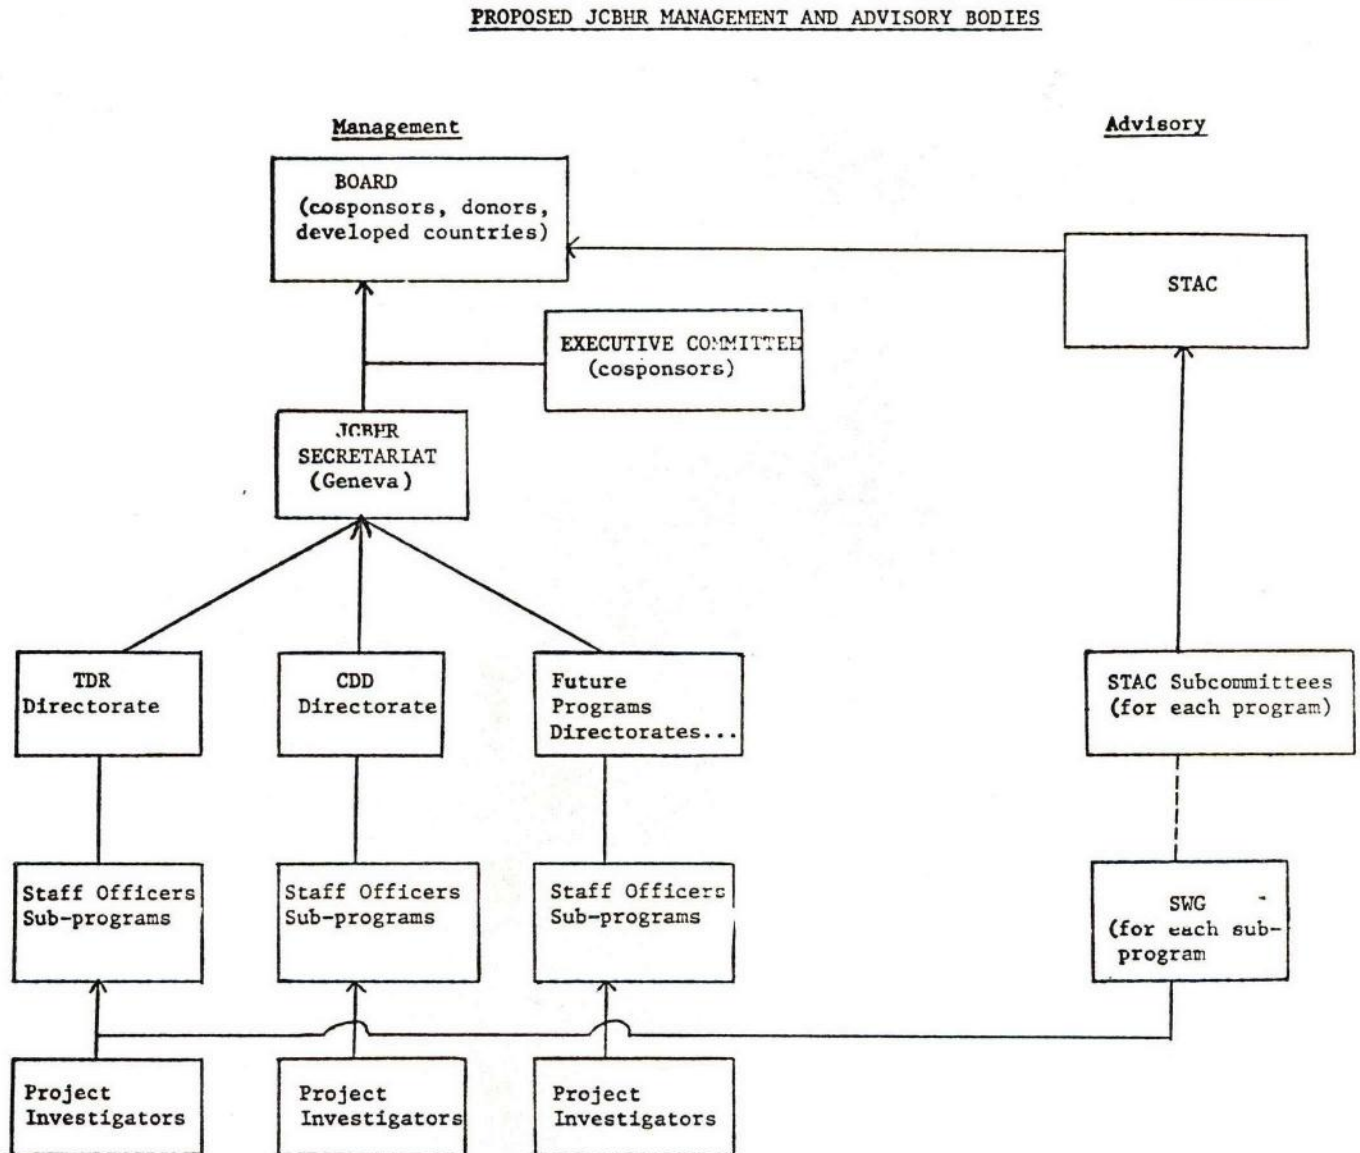 PROPOSED JCBHR MANAGEMENT AND ADVISORY BODIES
Management
Advisory
BOARD
(cosponsors, donors,
developed countries)
STAC
EXECUTIVE COMMITTEE
(cosponsors)
JCBHR
SECRETARIAT
(Geneva)
TDR
Directorate
CDD
Directorate
Future
Programs
Directorates...
STAC Subcommittees
(for each program)
Staff Officers
Sub-programs
Staff Officers
Sub-programs
Staff Officers
Sub-programs
SWG
(for each sub-
program
Project
Investigators
Project
Investigators
Project
Investigators